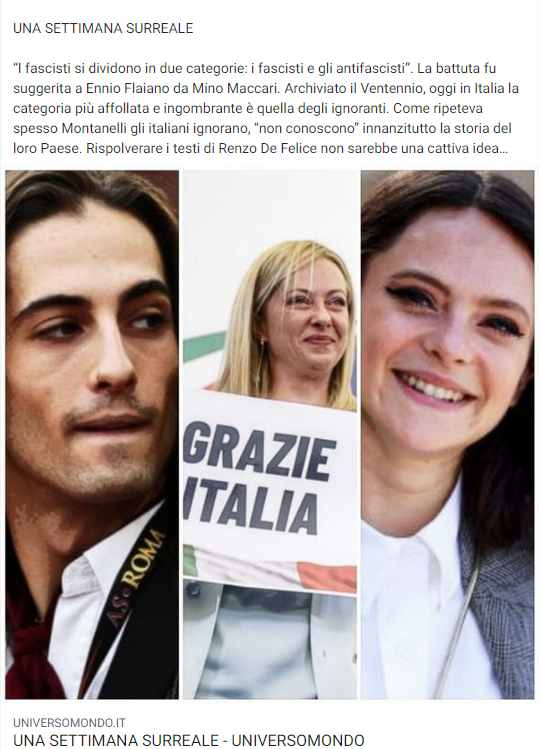 UNA SETTIMANA SURREALE
“I fascisti si dividono in due categorie: i fascisti e gli antifascisti”. La battuta fu
suggerita a Ennio Flaiano da Mino Maccari. Archiviato il Ventennio, oggi in Italia la
categoria più affollata e ingombrante è quella degli ignoranti. Come ripeteva
spesso Montanelli gli italiani ignorano, “non conoscono” innanzitutto la storia del
loro Paese. Rispolverare i testi di Renzo De Felice non sarebbe una cattiva idea...
GRAZIE
ITALIA
AS ROMA
UNIVERSOMONDO.IT
UNA SETTIMANA SURREALE - UNIVERSOMONDO